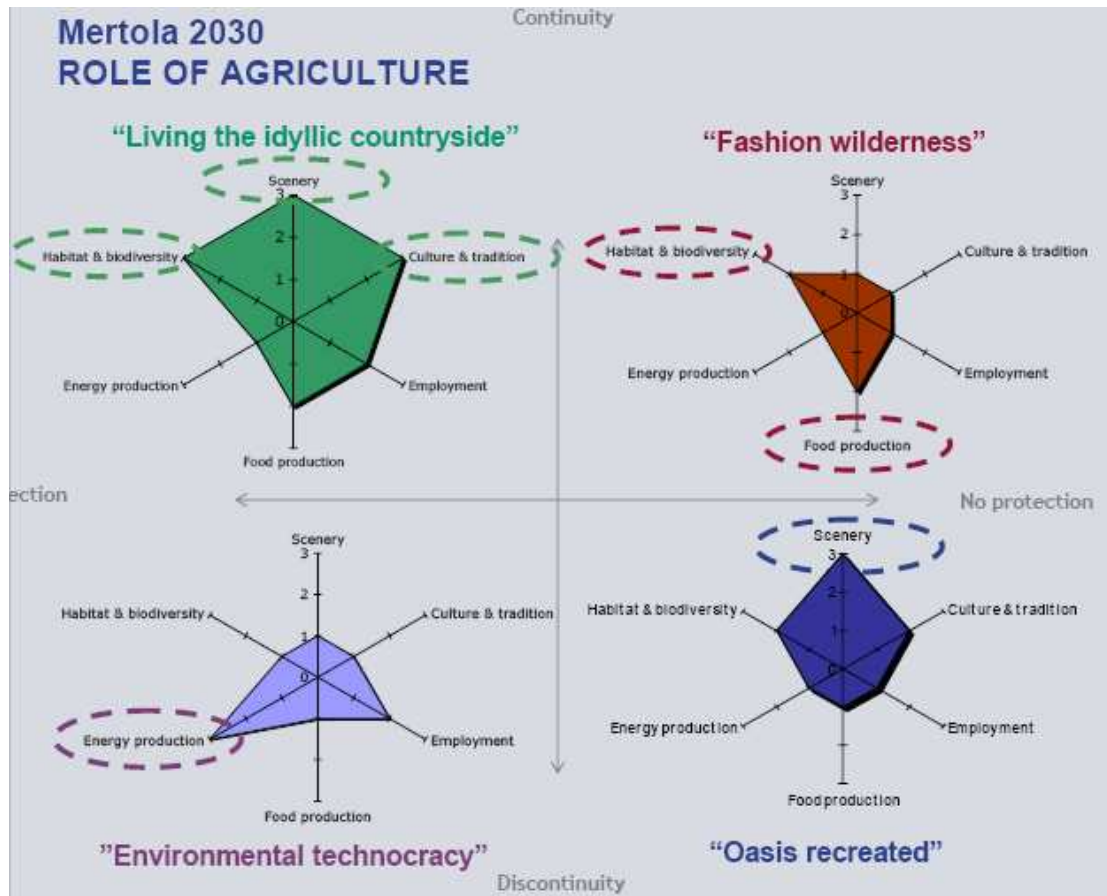 Continuity
Mertola 2030
ROLE OF AGRICULTURE
“Living the idyllic countryside”
Scenery
3
2
1
0
Habitat & biodiversity
Culture & tradition
Energy production
Employment
Food production
“Fashion wilderness”
Scenery
3
2
1
0
Habitat & biodiversity
Culture & tradition
Energy production
Employment
Food production
ection
No protection
Scenery
3
2
1
0
Habitat & biodiversity
Culture & tradition
Energy production
Employment
Food production
”Environmental technocracy”
Scenery
3
2
1
0
Habitat & biodiversity
Culture & tradition
Energy production
Employment
Food production
“Oasis recreated”
Discontinuity